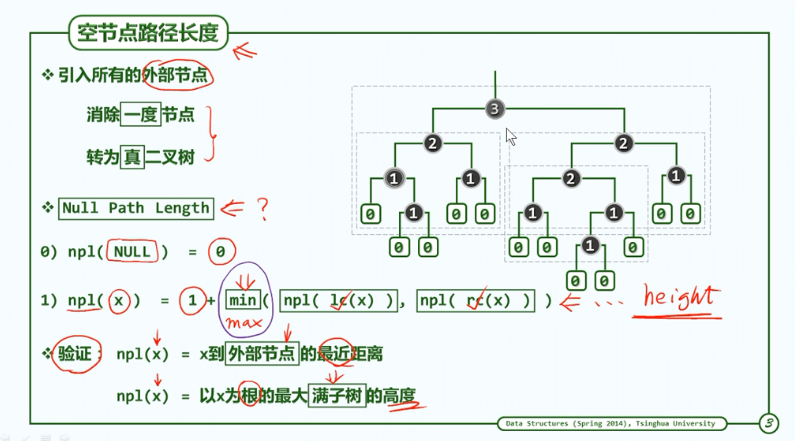 空节点路径长度
❖ 引入所有的外部节点
消除一度节点
转为真二叉树
❖ Null Path Length ?
0) npl( NULL ) = 0
1) npl( x ) = 1 + min( npl( lc(x) ), npl( rc(x) ) ) ... height
max
❖ 验证: npl(x) = x到外部节点的最近距离
npl(x) = 以x为根的最大满子树的高度
3
2 2
1 1 2 1
0 1 0 0 1 1 0 0
0 0 0 0 1 0
0 0
Data Structures (Spring 2014), Tsinghua University
3